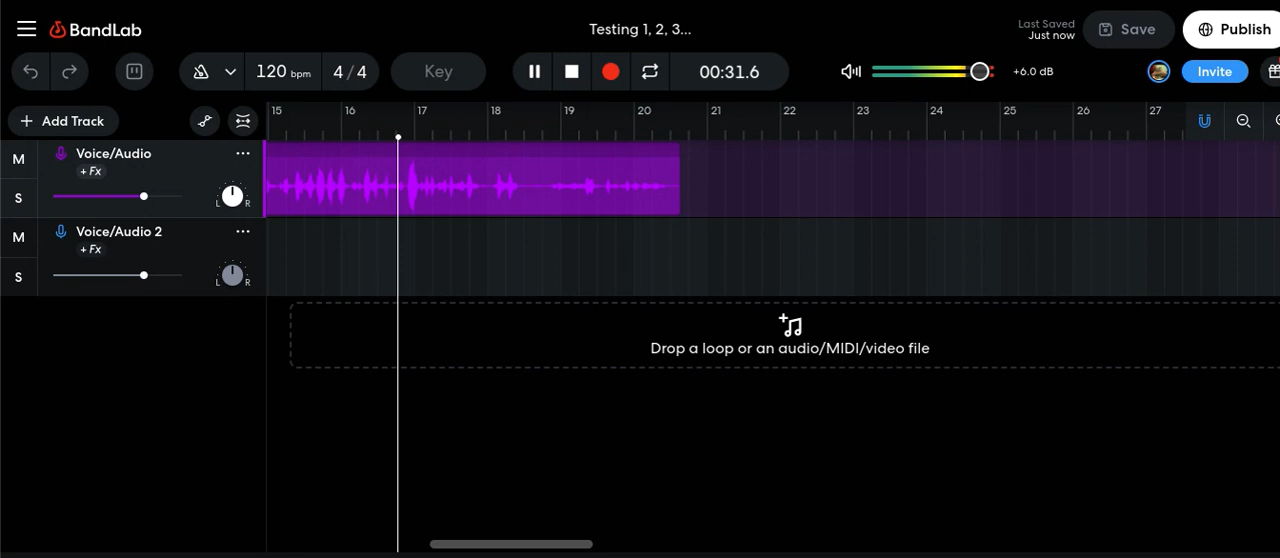 BandLab
Testing 1, 2, 3...
Last Saved
Just now
Save
Publish
120 bpm
4 / 4
Key
00:31.6
+6.0 dB
Invite
+ Add Track
15 16 17 18 19 20 21 22 23 24 25 26 27
M
Voice/Audio
+ Fx
S
L R
M
Voice/Audio 2
+ Fx
S
L R
Drop a loop or an audio/MIDI/video file